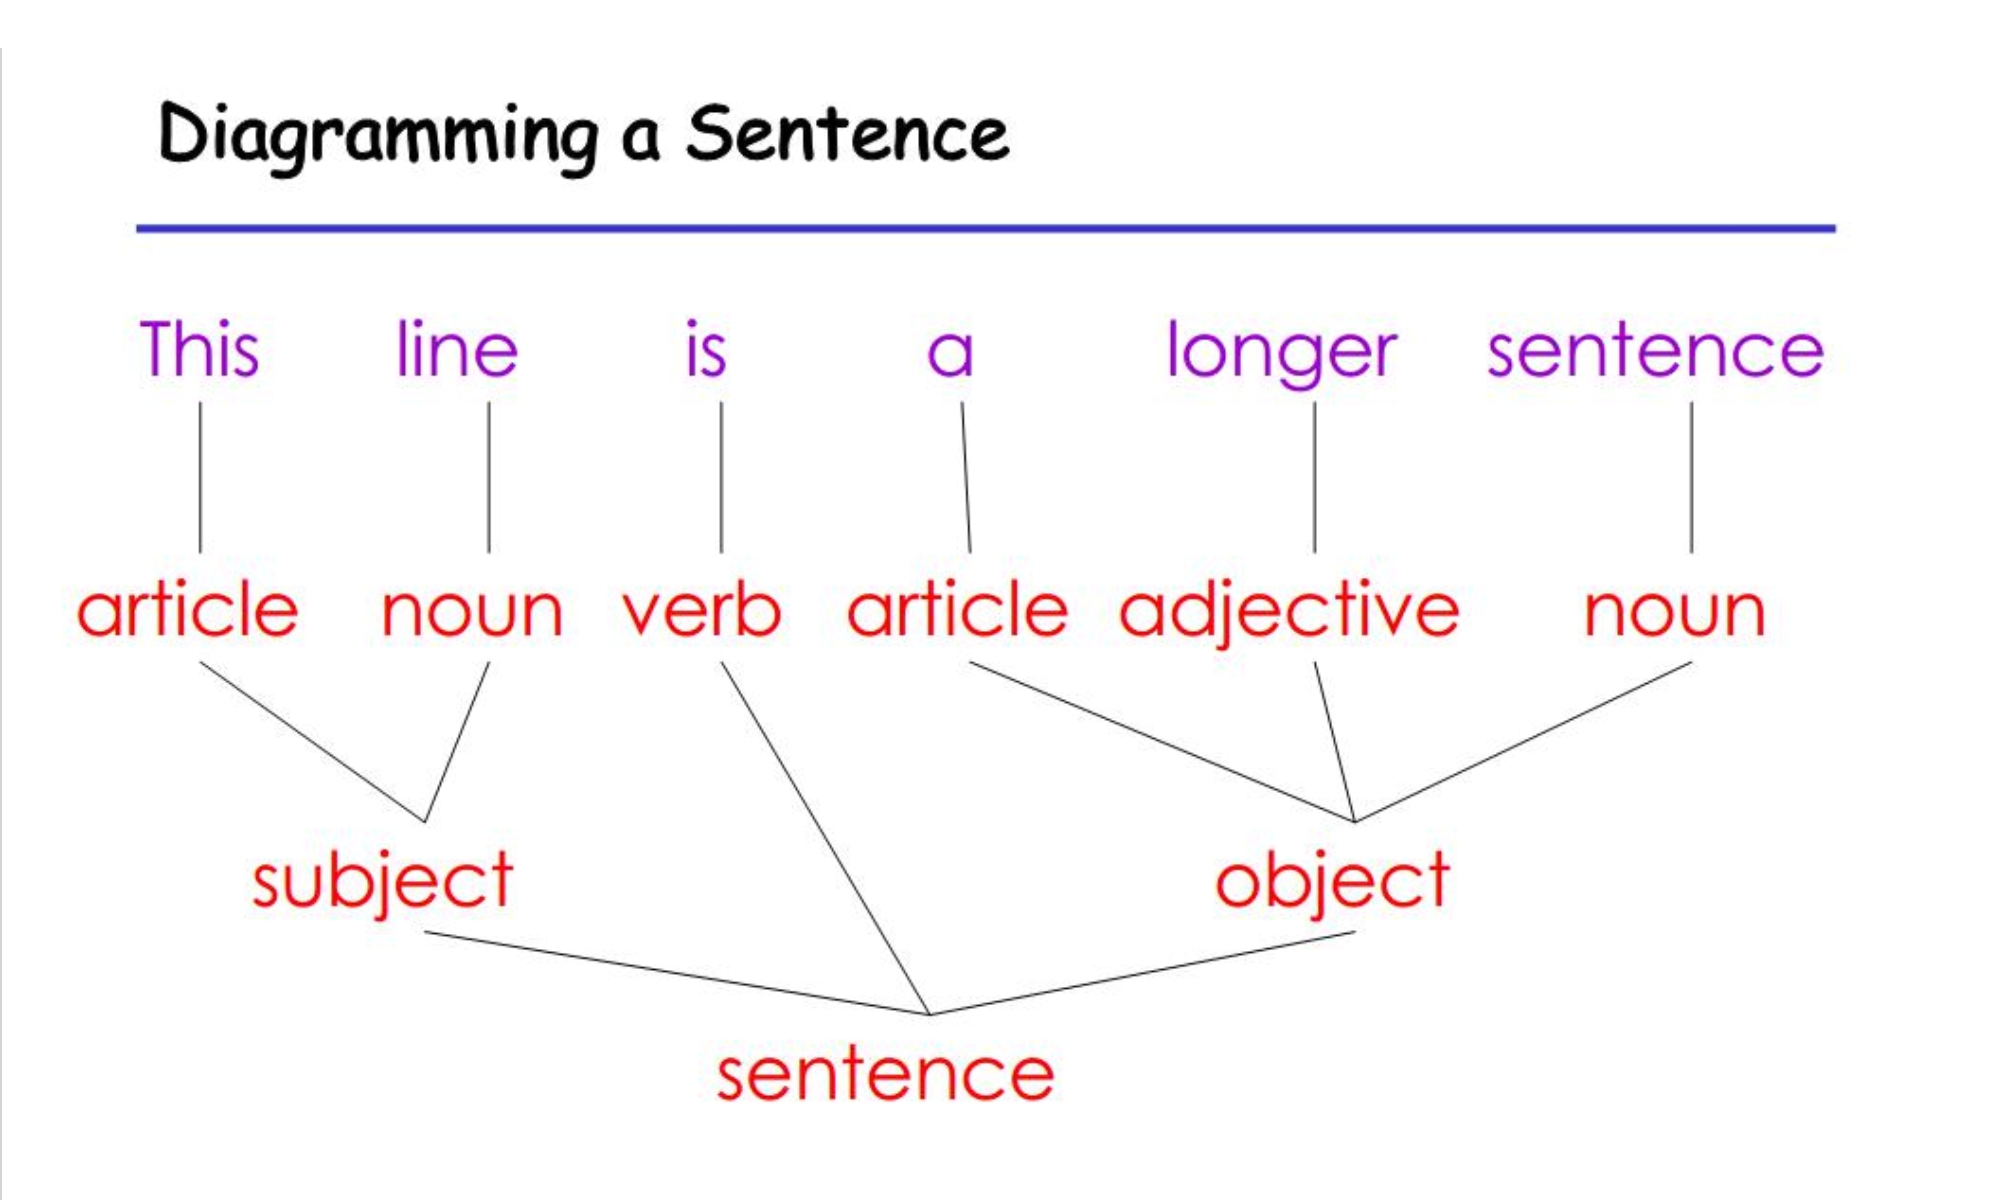 Diagramming a Sentence
This line is a longer sentence
article noun verb article adjective noun
subject object
sentence